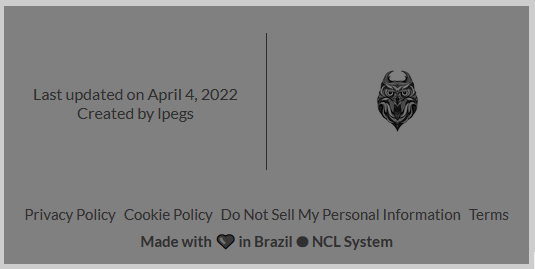 Last updated on April 4, 2022
Created by lpegs
Privacy Policy Cookie Policy Do Not Sell My Personal Information Terms
Made with 🖤 in Brazil ● NCL System